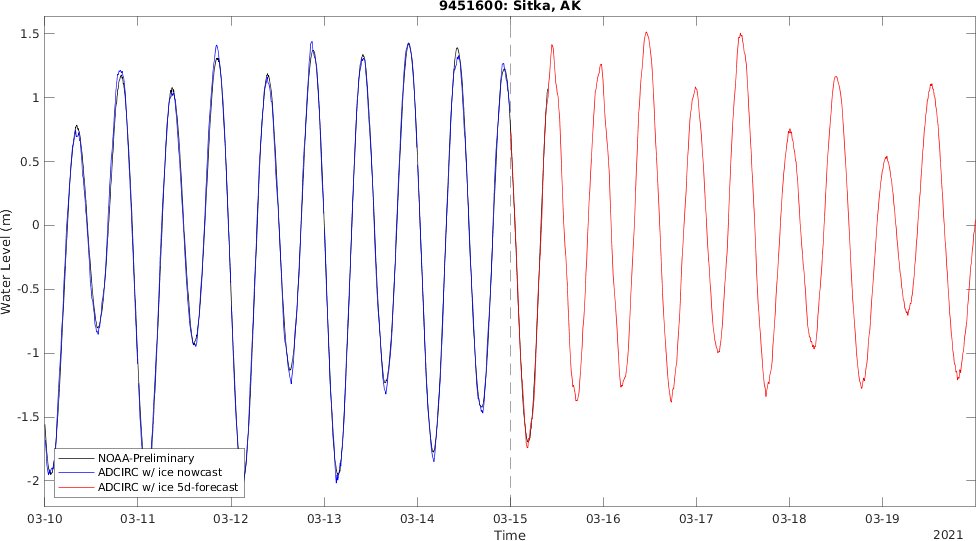 9451600: Sitka, AK
1.5
1
0.5
0
-0.5
-1
-1.5
-2
Water Level (m)
NOAA-Preliminary
ADCIRC w/ ice nowcast
ADCIRC w/ ice 5d-forecast
03-10 03-11 03-12 03-13 03-14 03-15 03-16 03-17 03-18 03-19
Time
2021